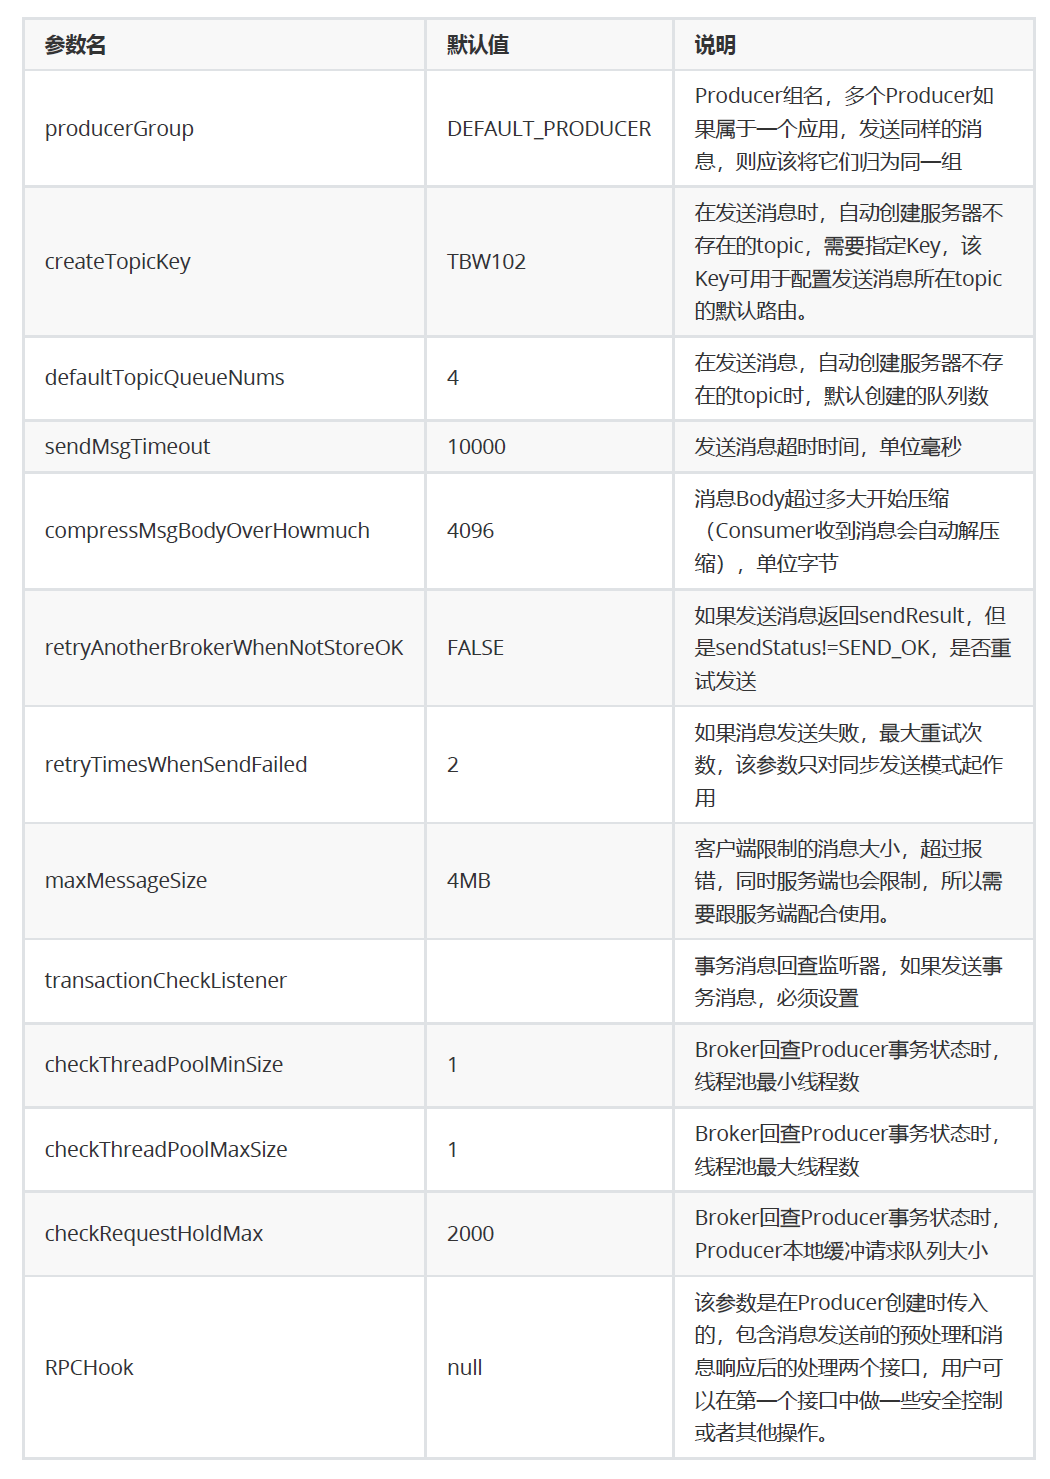 参数名 默认值 说明
producerGroup DEFAULT_PRODUCER Producer组名，多个Producer如
果属于一个应用，发送同样的消
息，则应该将它们归为同一组
createTopicKey TBW102 在发送消息时，自动创建服务器不
存在的topic，需要指定Key，该
Key可用于配置发送消息所在topic
的默认路由。
defaultTopicQueueNums 4 在发送消息，自动创建服务器不存
在的topic时，默认创建的队列数
sendMsgTimeout 10000 发送消息超时时间，单位毫秒
compressMsgBodyOverHowmuch 4096 消息Body超过多大开始压缩
（Consumer收到消息会自动解压
缩），单位字节
retryAnotherBrokerWhenNotStoreOK FALSE 如果发送消息返回sendResult，但
是sendStatus!=SEND_OK，是否重
试发送
retryTimesWhenSendFailed 2 如果消息发送失败，最大重试次
数，该参数只对同步发送模式起作
用
maxMessageSize 4MB 客户端限制的消息大小，超过报
错，同时服务端也会限制，所以需
要跟服务端配合使用。
transactionCheckListener 事务消息回查监听器，如果发送事
务消息，必须设置
checkThreadPoolMinSize 1 Broker回查Producer事务状态时，
线程池最小线程数
checkThreadPoolMaxSize 1 Broker回查Producer事务状态时，
线程池最大线程数
checkRequestHoldMax 2000 Broker回查Producer事务状态时，
Producer本地缓冲请求队列大小
RPCHook null 该参数是在Producer创建时传入
的，包含消息发送前的预处理和消
息响应后的处理两个接口，用户可
以在第一个接口中做一些安全控制
或者其他操作。